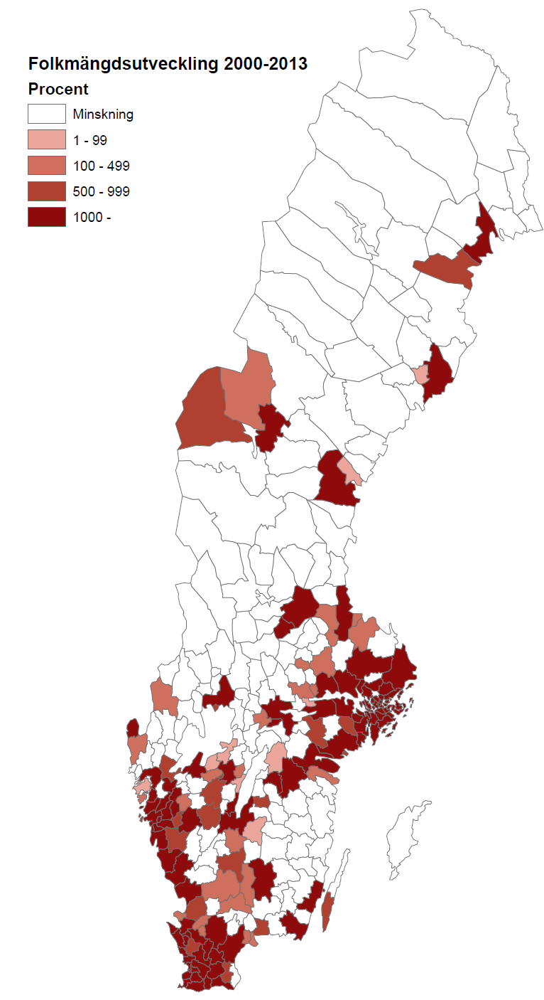 Folkmängdsutveckling 2000-2013
Procent
Minskning
1 - 99
100 - 499
500 - 999
1000 -